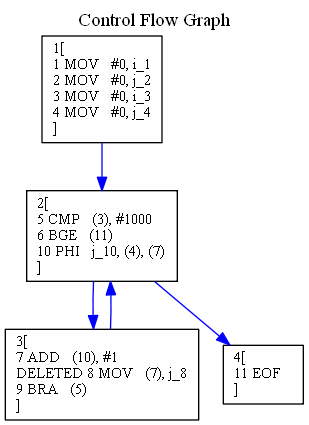 Control Flow Graph
1[
1 MOV #0, i_1
2 MOV #0, j_2
3 MOV #0, i_3
4 MOV #0, j_4
]
2[
5 CMP (3), #1000
6 BGE (11)
10 PHI j_10, (4), (7)
]
3[
7 ADD (10), #1
DELETED 8 MOV (7), j_8
9 BRA (5)
]
4[
11 EOF
]